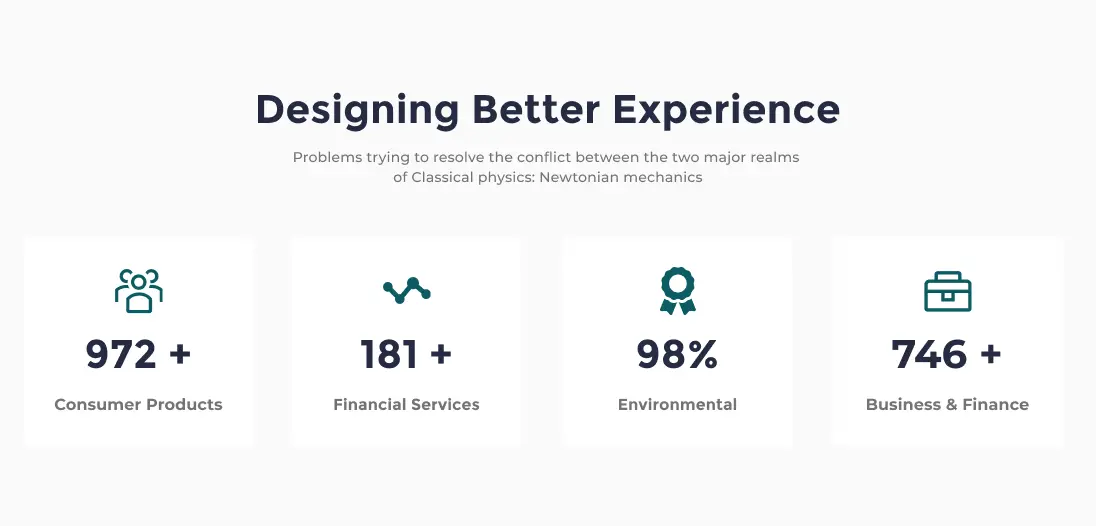 Designing Better Experience
Problems trying to resolve the conflict between the two major realms
of Classical physics: Newtonian mechanics
972 +
Consumer Products
181 +
Financial Services
98%
Environmental
746 +
Business & Finance